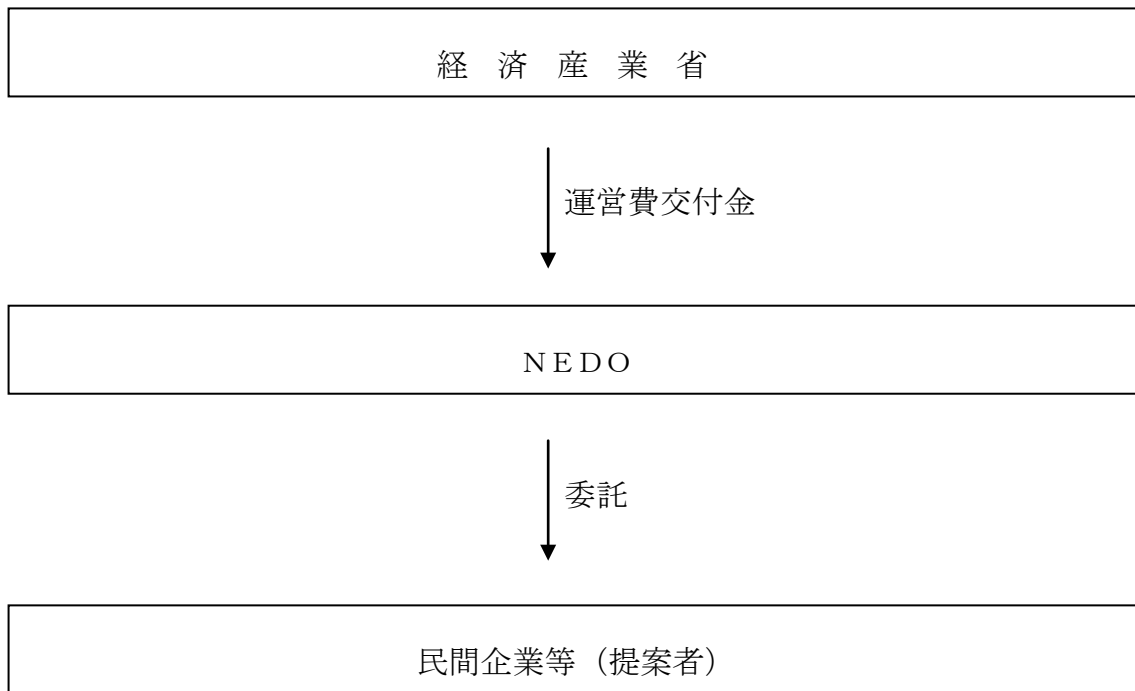 経 済 産 業 省
運営費交付金
ＮＥＤＯ
委託
民間企業等（提案者）